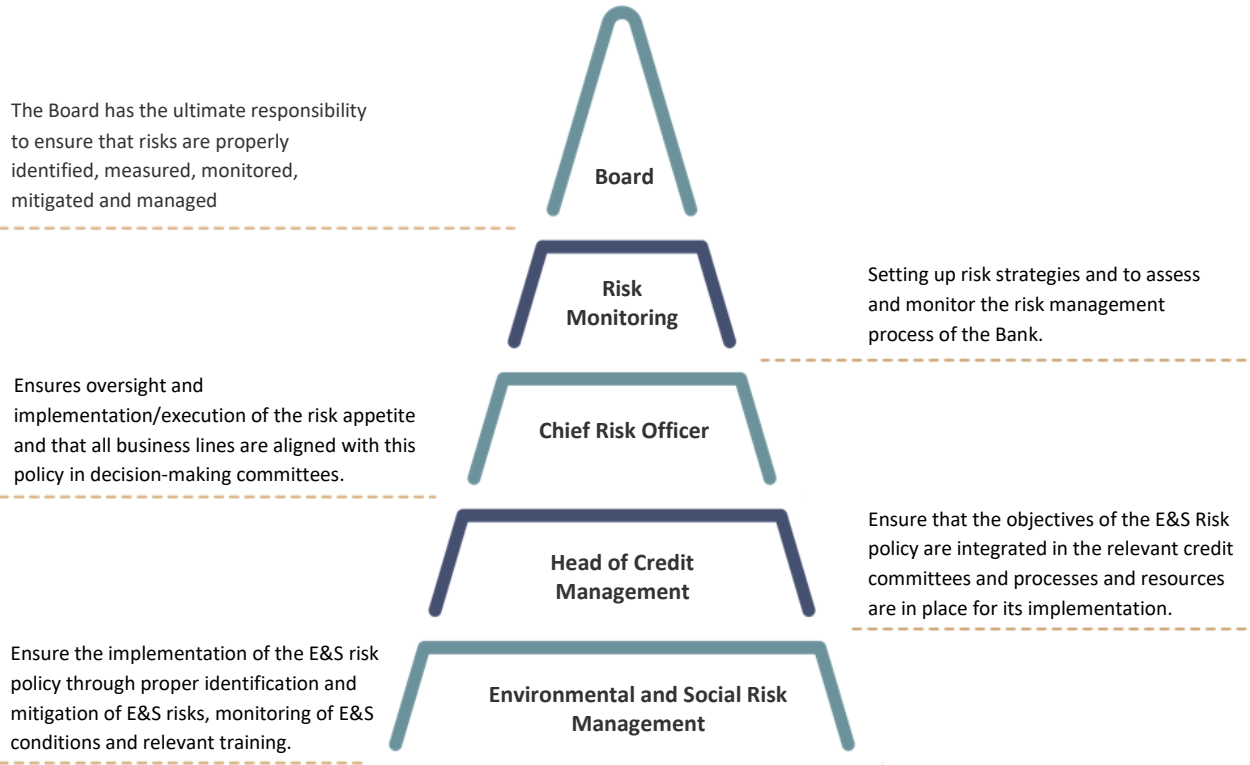 The Board has the ultimate responsibility
to ensure that risks are properly
identified, measured, monitored,
mitigated and managed
Board
Risk
Monitoring
Setting up risk strategies and to assess
and monitor the risk management
process of the Bank.
Ensures oversight and
implementation/execution of the risk appetite
and that all business lines are aligned with this
policy in decision-making committees.
Chief Risk Officer
Head of Credit
Management
Ensure that the objectives of the E&S Risk
policy are integrated in the relevant credit
committees and processes and resources
are in place for its implementation.
Ensure the implementation of the E&S risk
policy through proper identification and
mitigation of E&S risks, monitoring of E&S
conditions and relevant training.
Environmental and Social Risk
Management